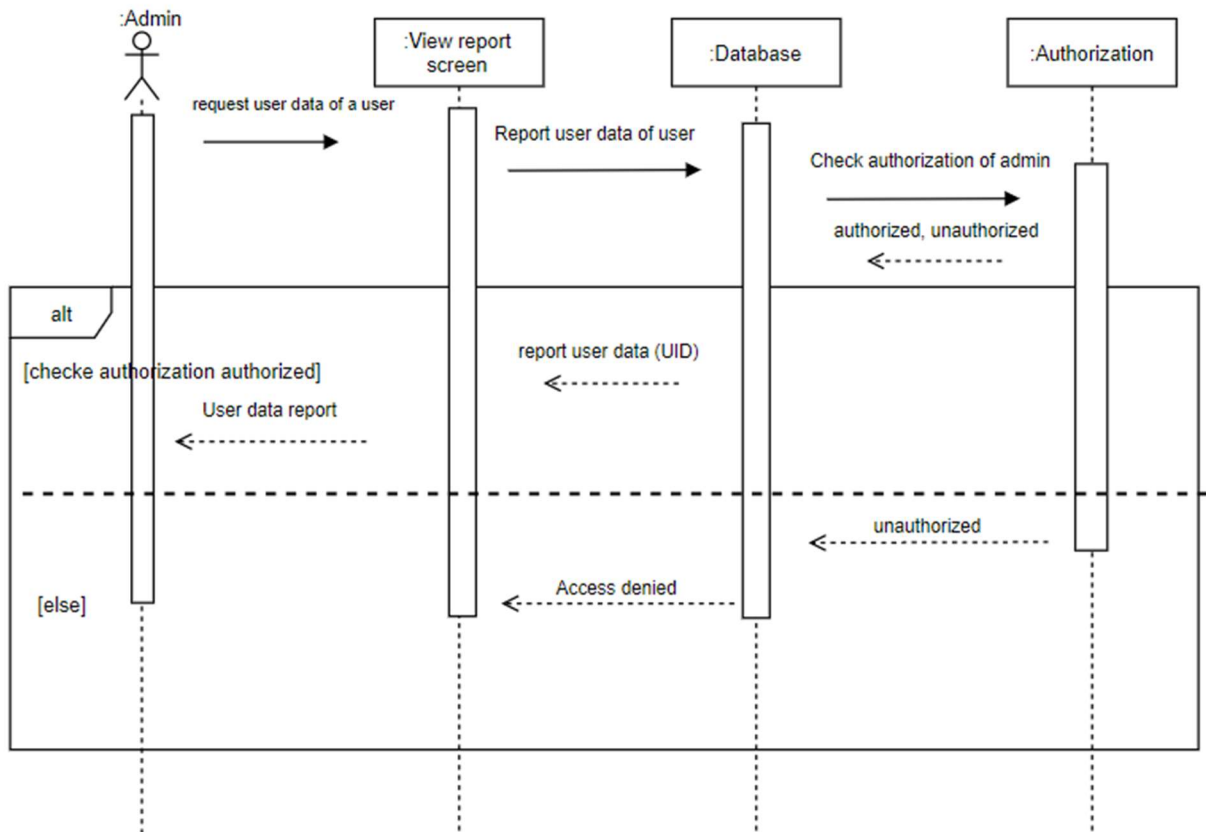 :Admin
:View report
screen
:Database
:Authorization
request user data of a user
Report user data of user
Check authorization of admin
authorized, unauthorized
alt
report user data (UID)
[checke authorization authorized]
User data report
unauthorized
Access denied
[else]